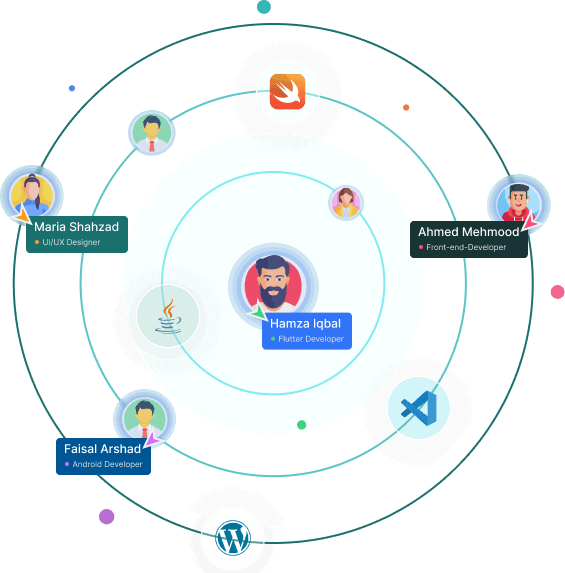 Maria Shahzad
UI/UX Designer
Ahmed Mehmood
Front-end-Developer
Hamza Iqbal
Flutter Developer
Faisal Arshad
Android Developer